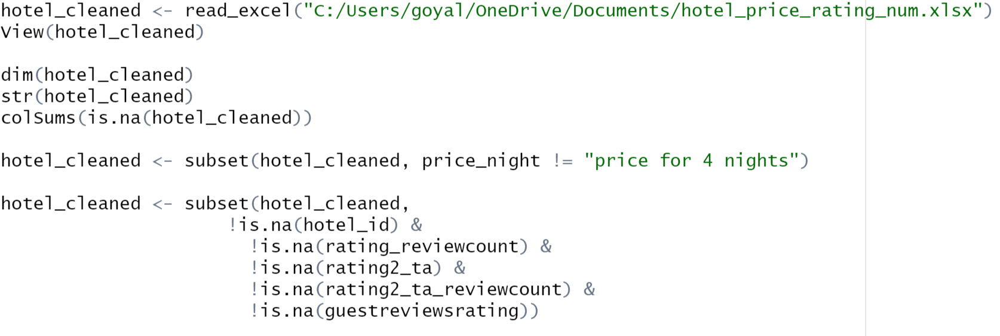 hotel_cleaned <- read_excel("C:/Users/goyal/OneDrive/Documents/hotel_price_rating_num.xlsx")
View(hotel_cleaned)
dim(hotel_cleaned)
str(hotel_cleaned)
colSums(is.na(hotel_cleaned))
hotel_cleaned <- subset(hotel_cleaned, price_night != "price for 4 nights")
hotel_cleaned <- subset(hotel_cleaned,
!is.na(hotel_id) &
!is.na(rating_reviewcount) &
!is.na(rating2_ta) &
!is.na(rating2_ta_reviewcount) &
!is.na(guestreviewsrating))